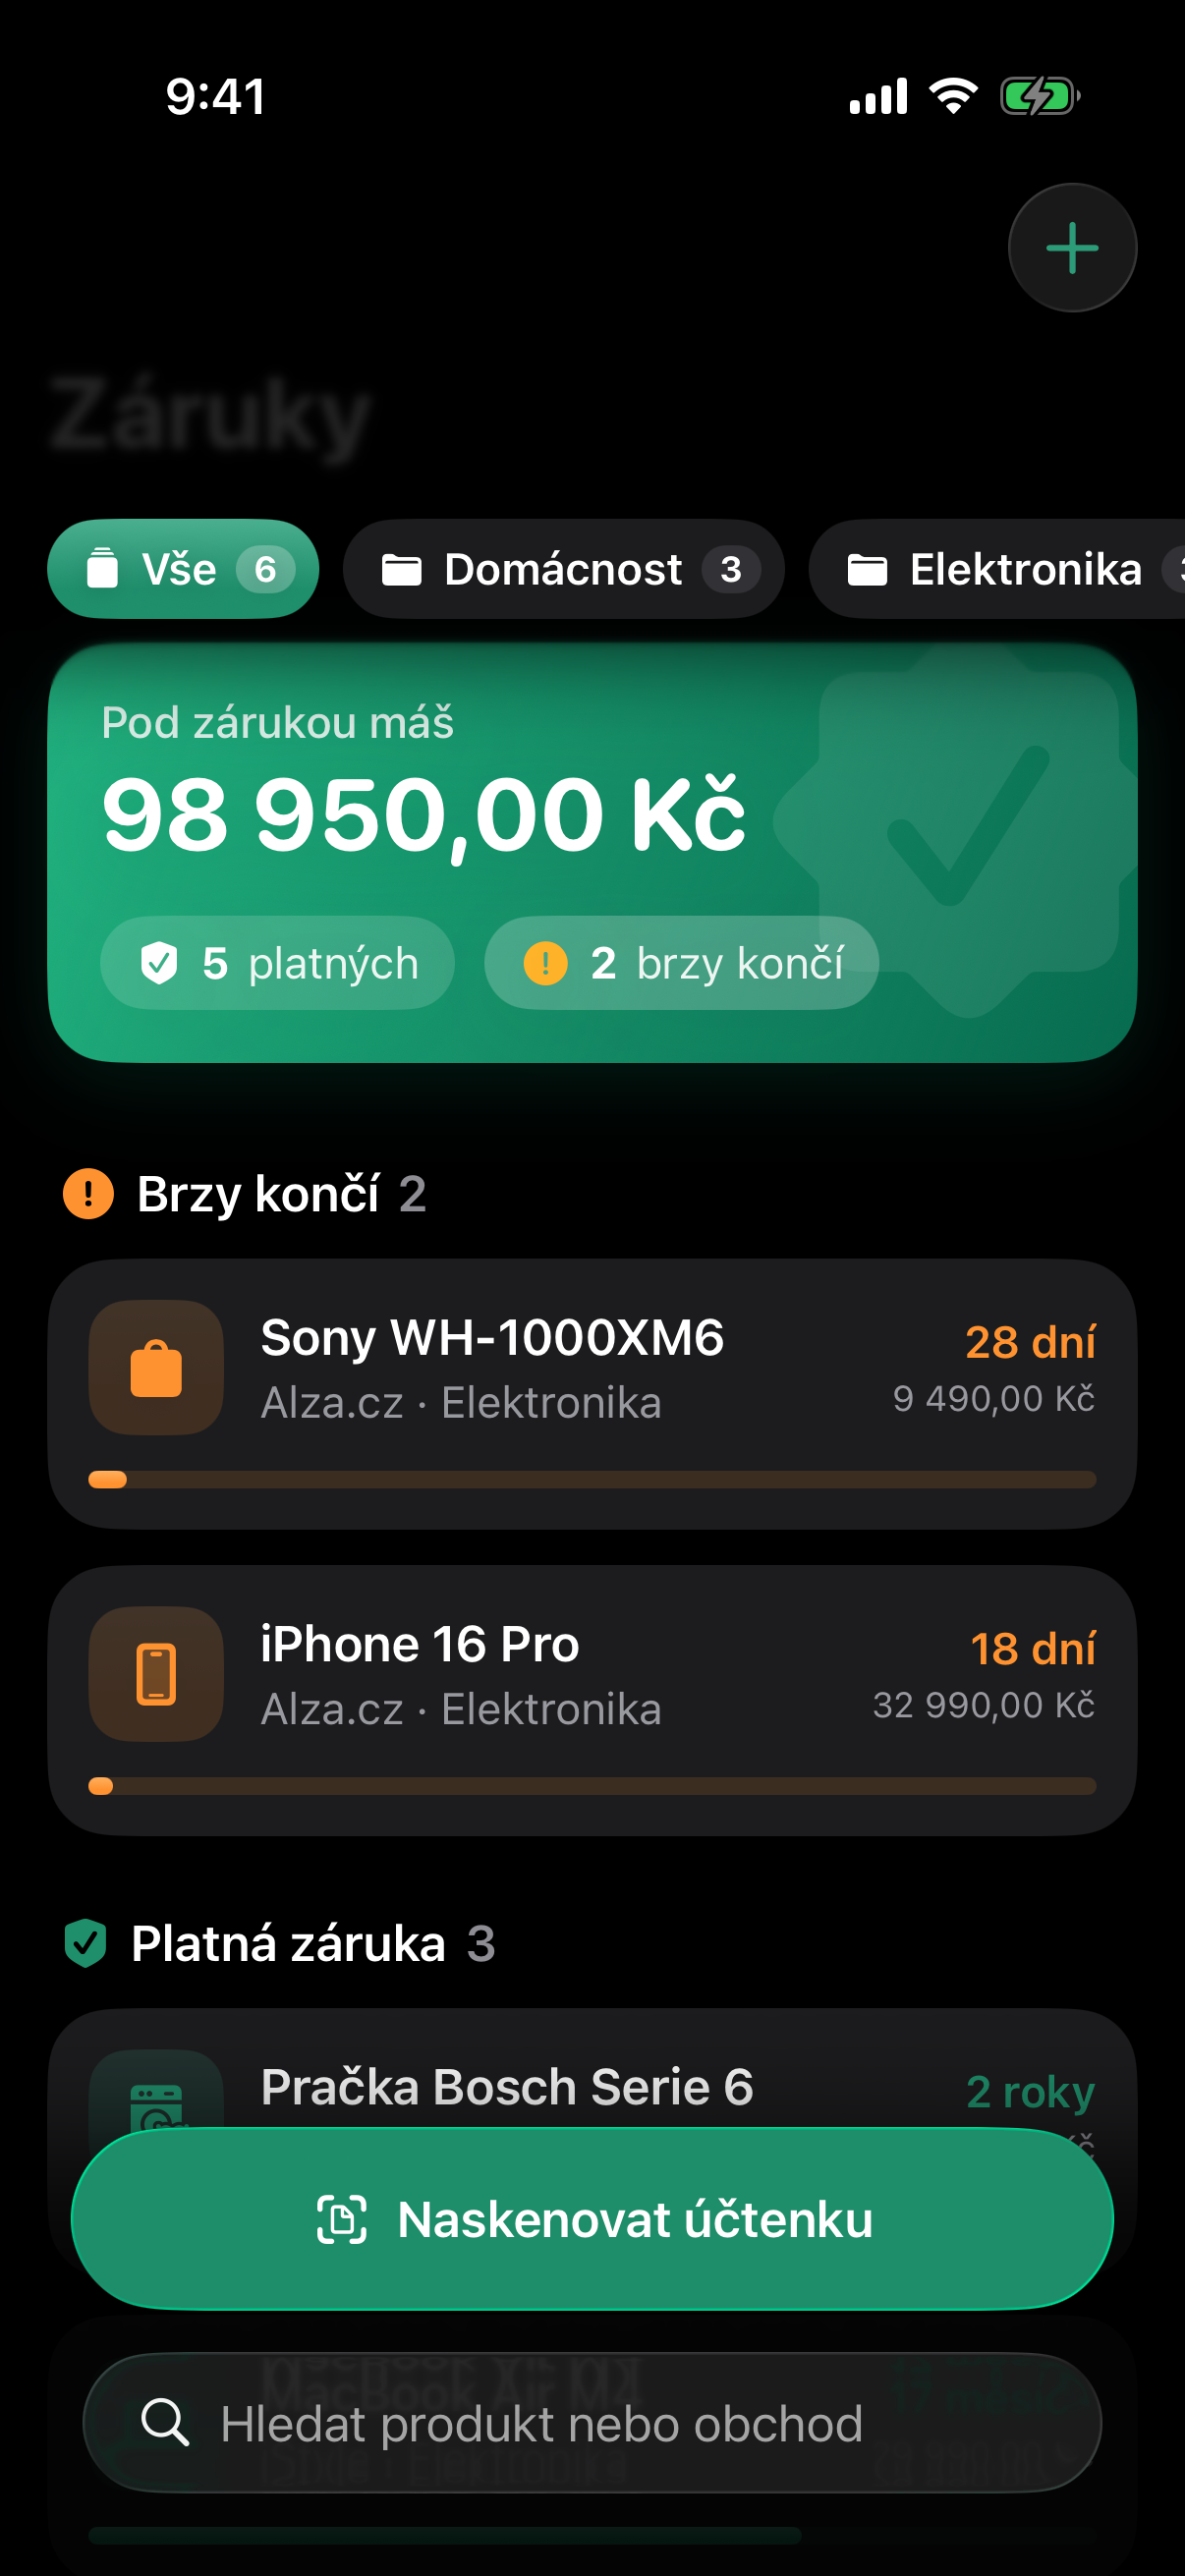 9:41
Záruky
Vše 6
Domácnost 3
Elektronika
Pod zárukou máš
98 950,00 Kč
5 platných
2 brzy končí
Brzy končí 2
Sony WH-1000XM6
28 dní
Alza.cz · Elektronika
9 490,00 Kč
iPhone 16 Pro
18 dní
Alza.cz · Elektronika
32 990,00 Kč
Platná záruka 3
Pračka Bosch Serie 6
2 roky
Naskenovat účtenku
MacBook Air M4
Hledat produkt nebo obchod